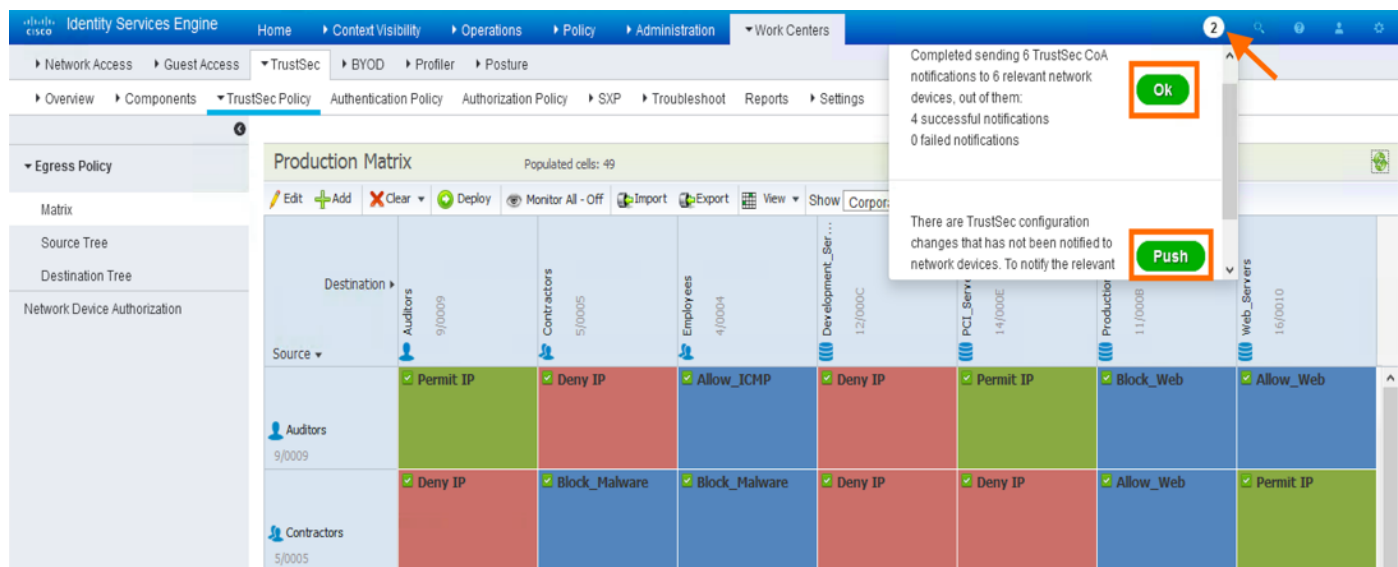 cisco Identity Services Engine Home Context Visibility Operations Policy Administration Work Centers 2
Network Access Guest Access TrustSec BYOD Profiler Posture
Overview Components TrustSec Policy Authentication Policy Authorization Policy SXP Troubleshoot Reports Settings
Completed sending 6 TrustSec CoA
notifications to 6 relevant network
devices, out of them:
4 successful notifications
0 failed notifications
Ok
There are TrustSec configuration
changes that has not been notified to
network devices. To notify the relevant
Push
Egress Policy
Matrix
Source Tree
Destination Tree
Network Device Authorization
Production Matrix Populated cells: 49
Edit Add Clear Deploy Monitor All - Off Import Export View Show Corpor
Destination
Source
Auditors
9/0009
Contractors
5/0005
Employees
4/0004
Development_Ser...
12/000C
PCI_Serve
14/000E
Production
11/000B
Web_Servers
16/0010
Auditors
9/0009
Permit IP Deny IP Allow_ICMP Deny IP Permit IP Block_Web Allow_Web
Contractors
5/0005
Deny IP Block_Malware Block_Malware Deny IP Deny IP Allow_Web Permit IP